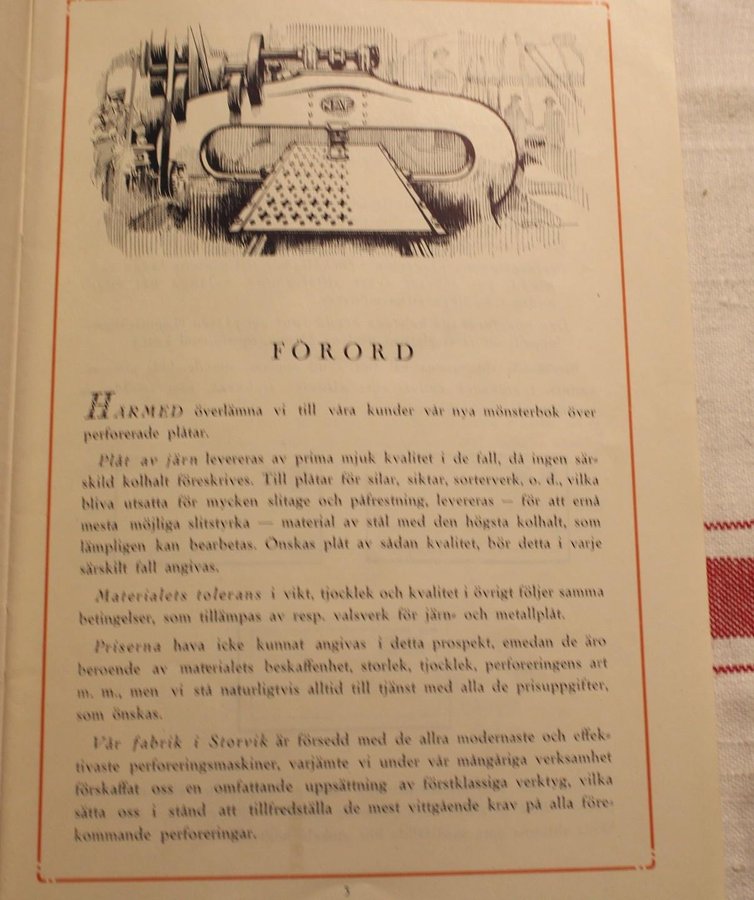 FÖRORD
HÄRMED överlämna vi till våra kunder vår nya mönsterbok över
perforerade plåtar.
Plåt av järn levereras av prima mjuk kvalitet i de fall, då ingen sär-
skild kolhalt föreskrives. Till plåtar för silar, siktar, sorterverk, o. d., vilka
bliva utsatta för mycken slitage och påfrestning, levereras — för att ernå
mesta möjliga slitstyrka — material av stål med den högsta kolhalt, som
lämpligen kan bearbetas. Önskas plåt av sådan kvalitet, bör detta i varje
särskilt fall angivas.
Materialets tolerans i vikt, tjocklek och kvalitet i övrigt följer samma
betingelser, som tillämpas av resp. valsverk för järn- och metallplåt.
Priserna hava icke kunnat angivas i detta prospekt, emedan de äro
beroende av materialets beskaffenhet, storlek, tjocklek, perforeringens art
m. m., men vi stå naturligtvis alltid till tjänst med alla de prisuppgifter,
som önskas.
Vår fabrik i Storvik är försedd med de allra modernaste och effek-
tivaste perforeringsmaskiner, varjämte vi under vår mångåriga verksamhet
förskaffat oss en omfattande uppsättning av förstklassiga verktyg, vilka
sätta oss i stånd att tillfredställa de mest vittgående krav på alla före-
kommande perforeringar.
3